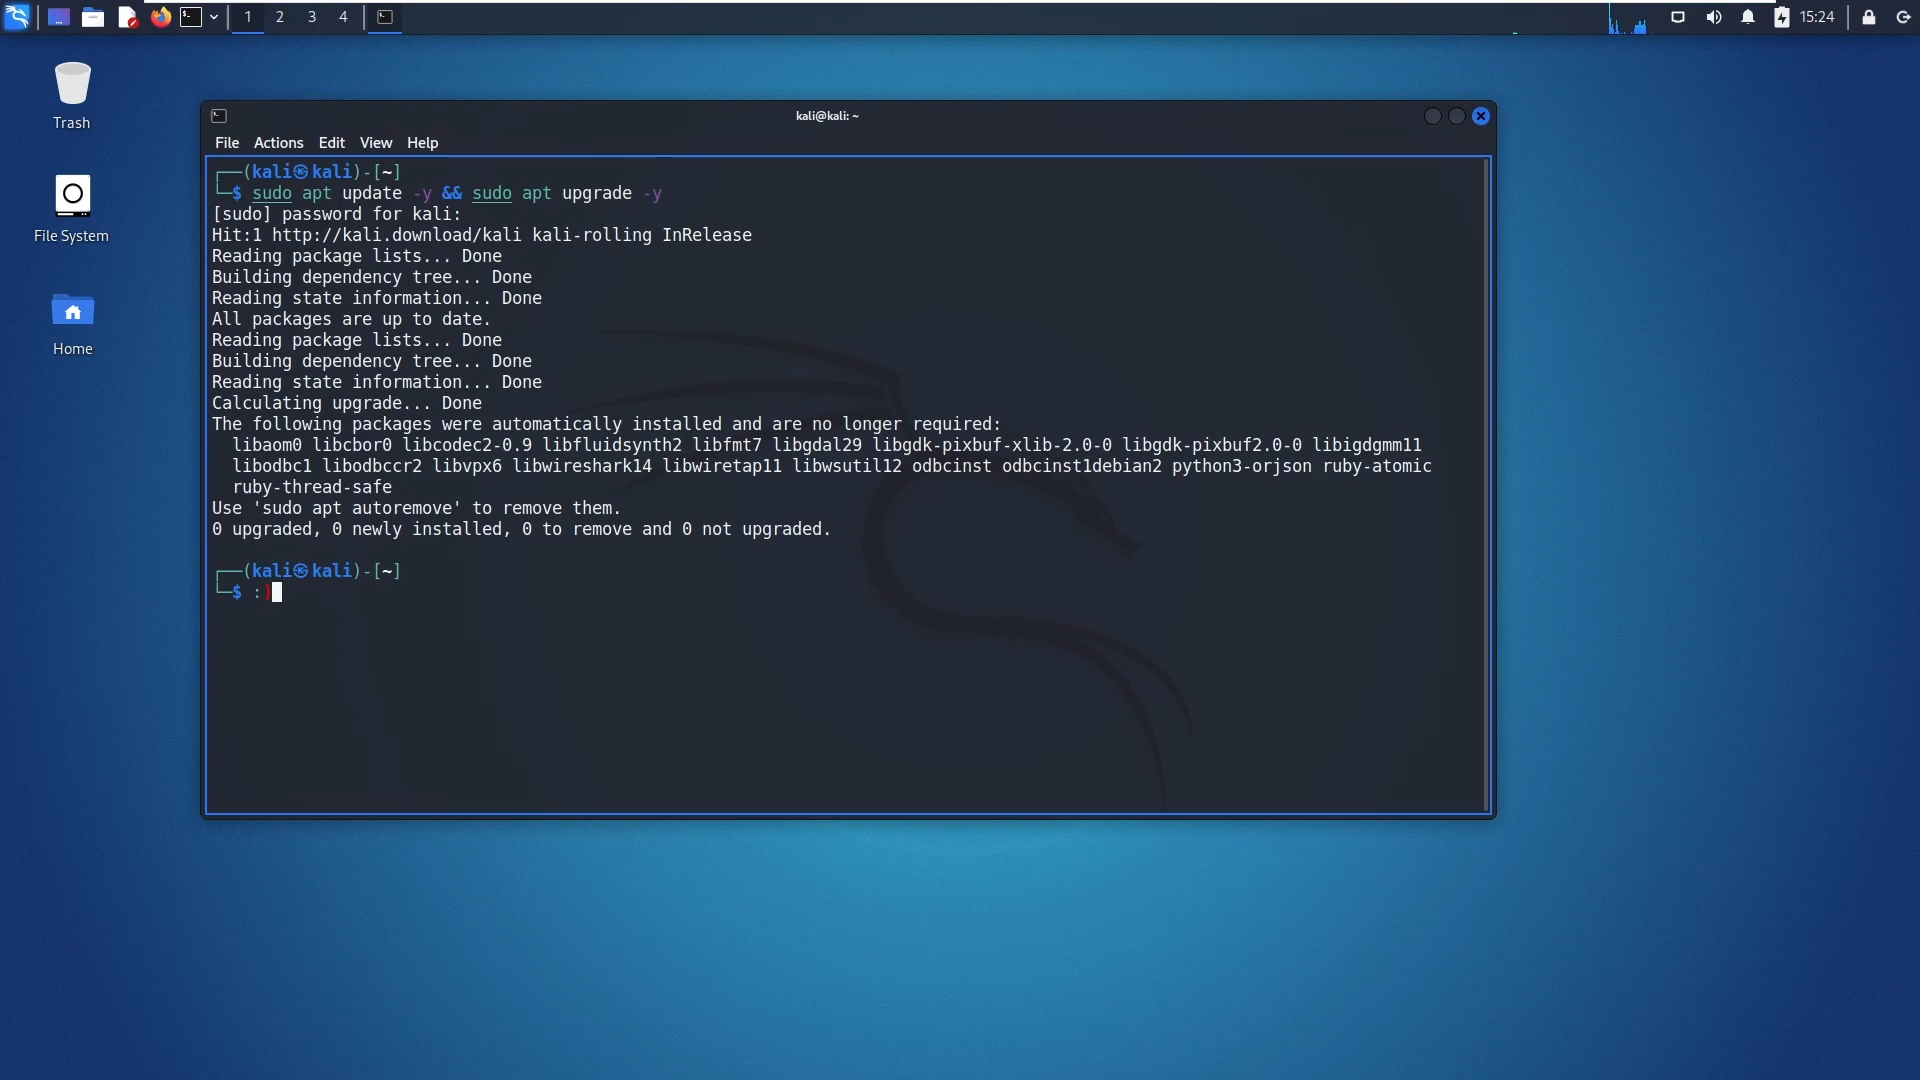 1 2 3 4
15:24
Trash
File System
Home
kali@kali: ~
File Actions Edit View Help
┌──(kali㉿kali)-[~]
└─$ sudo apt update -y && sudo apt upgrade -y
[sudo] password for kali:
Hit:1 http://kali.download/kali kali-rolling InRelease
Reading package lists... Done
Building dependency tree... Done
Reading state information... Done
All packages are up to date.
Reading package lists... Done
Building dependency tree... Done
Reading state information... Done
Calculating upgrade... Done
The following packages were automatically installed and are no longer required:
  libaom0 libcbor0 libcodec2-0.9 libfluidsynth2 libfmt7 libgdal29 libgdk-pixbuf-xlib-2.0-0 libgdk-pixbuf2.0-0 libigdgmm11
  libodbc1 libodbccr2 libvpx6 libwireshark14 libwiretap11 libwsutil12 odbcinst odbcinst1debian2 python3-orjson ruby-atomic
  ruby-thread-safe
Use 'sudo apt autoremove' to remove them.
0 upgraded, 0 newly installed, 0 to remove and 0 not upgraded.
┌──(kali㉿kali)-[~]
└─$ :)